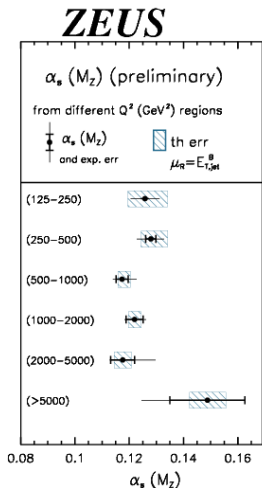 ZEUS
αs (MZ) (preliminary)
from different Q² (GeV²) regions
αs (MZ) th err
and exp. err μR=E^B_T,jet
(125−250)
(250−500)
(500−1000)
(1000−2000)
(2000−5000)
(>5000)
0.08 0.1 0.12 0.14 0.16
αs (MZ)